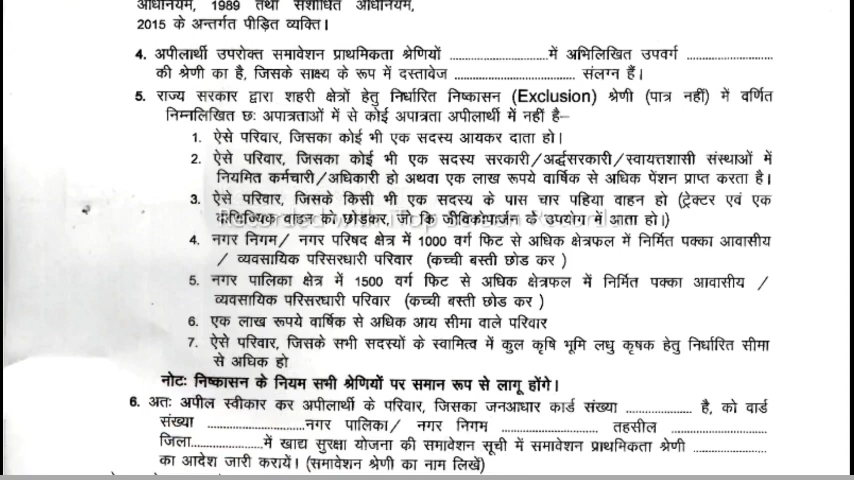 अधिनियम, 1989 तथा संशोधित अधिनियम,
2015 के अन्तर्गत पीड़ित व्यक्ति।
4. अपीलार्थी उपरोक्त समावेशन प्राथमिकता श्रेणियों ..............................में अभिलिखित उपवर्ग ..........................
की श्रेणी का है, जिसके साक्ष्य के रूप में दस्तावेज .................................... संलग्न हैं।
5. राज्य सरकार द्वारा शहरी क्षेत्रों हेतु निर्धारित निष्कासन (Exclusion) श्रेणी (पात्र नहीं) में वर्णित
निम्नलिखित छः अपात्रताओं में से कोई अपात्रता अपीलार्थी में नहीं है–
1. ऐसे परिवार, जिसका कोई भी एक सदस्य आयकर दाता हो।
2. ऐसे परिवार, जिसका कोई भी एक सदस्य सरकारी/अर्द्धसरकारी/स्वायत्तशासी संस्थाओं में
नियमित कर्मचारी/अधिकारी हो अथवा एक लाख रूपये वार्षिक से अधिक पेंशन प्राप्त करता है।
3. ऐसे परिवार, जिसके किसी भी एक सदस्य के पास चार पहिया वाहन हो (ट्रेक्टर एवं एक
वाणिज्यिक वाहन को छोडकर, जो कि जीविकोपार्जन के उपयोग में आता हो।)
4. नगर निगम/ नगर परिषद क्षेत्र में 1000 वर्ग फिट से अधिक क्षेत्रफल में निर्मित पक्का आवासीय
/ व्यवसायिक परिसरधारी परिवार (कच्ची बस्ती छोड कर )
5. नगर पालिका क्षेत्र में 1500 वर्ग फिट से अधिक क्षेत्रफल में निर्मित पक्का आवासीय /
व्यवसायिक परिसरधारी परिवार (कच्ची बस्ती छोड कर )
6. एक लाख रूपये वार्षिक से अधिक आय सीमा वाले परिवार
7. ऐसे परिवार, जिसके सभी सदस्यों के स्वामित्व में कुल कृषि भूमि लघु कृषक हेतु निर्धारित सीमा
से अधिक हो
नोटः निष्कासन के नियम सभी श्रेणियों पर समान रूप से लागू होंगे।
6. अतः अपील स्वीकार कर अपीलार्थी के परिवार, जिसका जनआधार कार्ड संख्या .................... है, को वार्ड
संख्या .............................नगर पालिका/ नगर निगम ............................. तहसील .............................
जिला......................में खाद्य सुरक्षा योजना की समावेशन सूची में समावेशन प्राथमिकता श्रेणी ......................
का आदेश जारी करायें। (समावेशन श्रेणी का नाम लिखें)